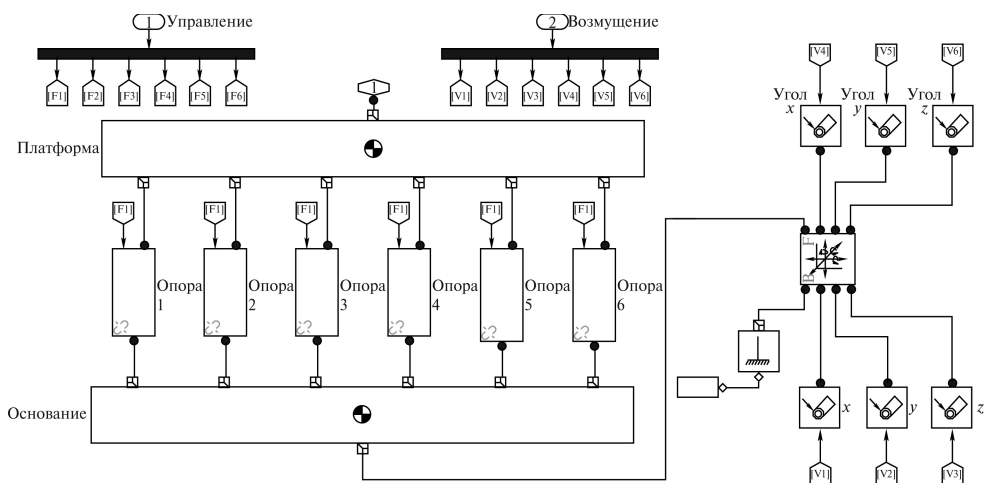 1 Управление
2 Возмущение
[F1] [F2] [F3] [F4] [F5] [F6]
1
[V1] [V2] [V3] [V4] [V5] [V6]
[V4] [V5] [V6]
Угол x
Угол y
Угол z
Платформа
[F1] [F1] [F1] [F1] [F1] [F1]
Опора 1
Опора 2
Опора 3
Опора 4
Опора 5
Опора 6
¿? ¿? ¿? ¿? ¿? ¿?
F
B
Основание
x y z
[V1] [V2] [V3]